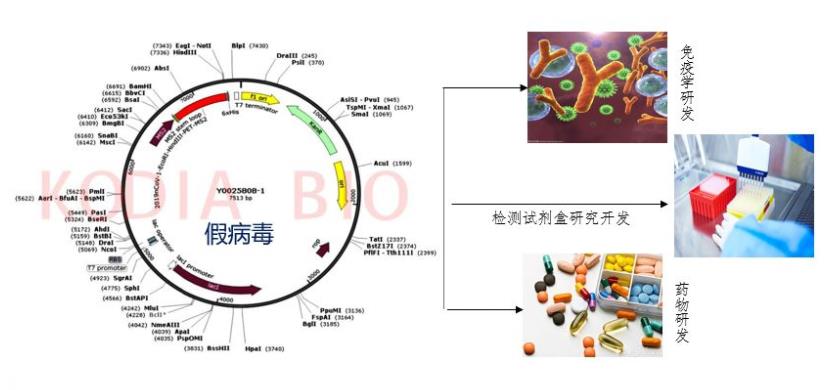 (7343) EagI - NotI
(7336) HindIII
BlpI (7430)
DraIII (245)
PsiI (370)
(6902) AbsI
(6691) BamHI
(6615) BbvCI
(6592) BsaI
(6412) SacI
(6410) Eco53kI
(6309) BmgBI
(6160) SnaBI
(6142) MscI
AsiSI - PvuI (945)
TspMI - XmaI (1067)
SmaI (1069)
AcuI (1599)
7000
1000
f1 ori
T7 terminator
6xHis
MS2 stem loop
MS2
2019nCoV-1-EcoRI-HindIII-PET-MS2
KanR
6000
(5623) PmlI
(5622) AarI - BfuAI - BspMI
(5449) PasI
(5324) BseRI
(5172) AhdI
(5159) BstBI
(5149) DraI
(5069) NcoI
RBS
T7 promoter
(4923) SgrAI
(4775) SphI
(4566) BstAPI
(4242) MluI
(4228) BclI*
(4042) NmeAIII
(4039) ApaI
(4035) PspOMI
(3831) BssHII
HpaI (3740)
Y0025808-1
7513 bp
KODIA BIO
假病毒
ori
2000
TatI (2337)
BstZ17I (2374)
PflFI - Tth111I (2399)
rop
3000
PpuMI (3136)
FspAI (3164)
BglI (3185)
lac operator
5000
lacI promoter
lacI
4000
免疫学研发
检测试剂盒研究开发
药物研发